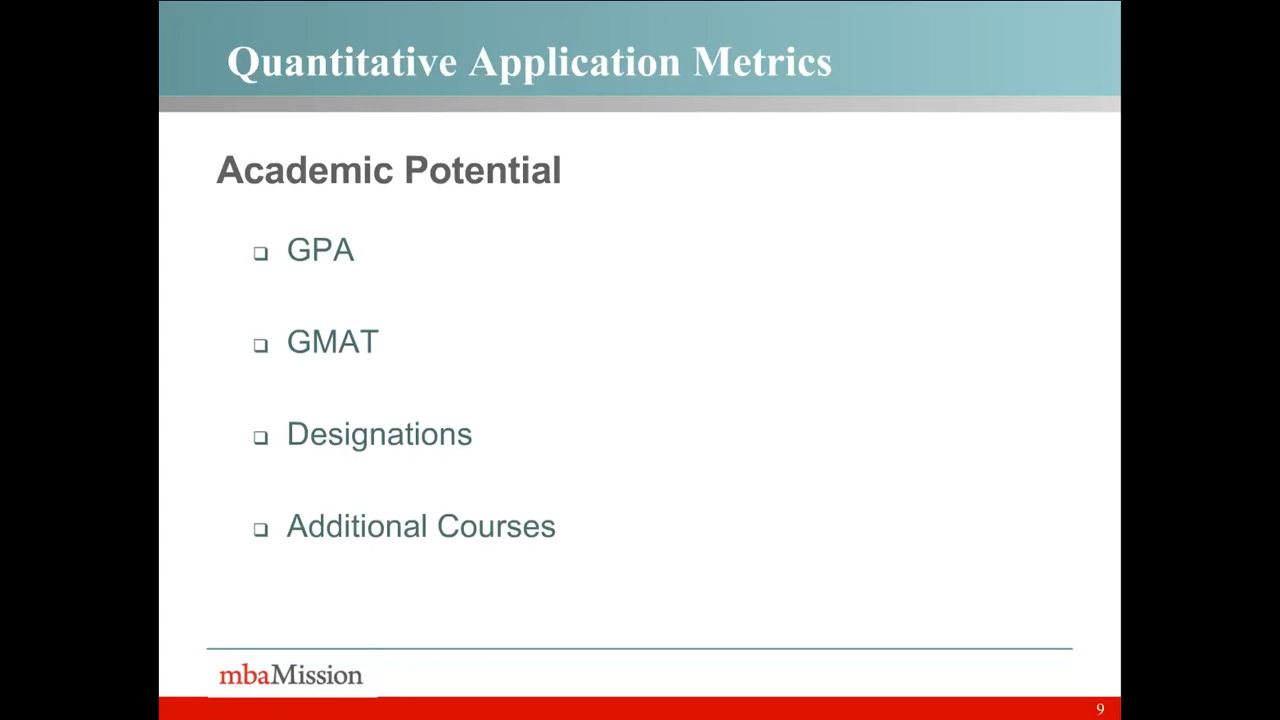 Quantitative Application Metrics
Academic Potential
GPA
GMAT
Designations
Additional Courses
mbaMission
9